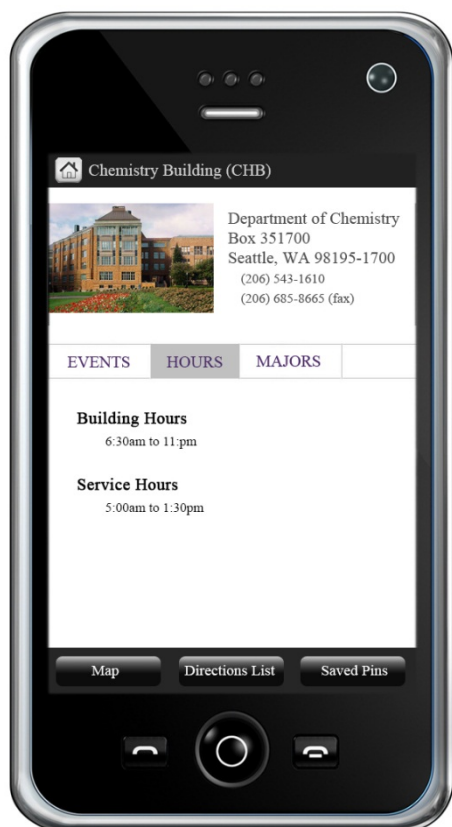 Chemistry Building (CHB)
Department of Chemistry
Box 351700
Seattle, WA 98195-1700
(206) 543-1610
(206) 685-8665 (fax)
EVENTS HOURS MAJORS
Building Hours
6:30am to 11:pm
Service Hours
5:00am to 1:30pm
Map Directions List Saved Pins